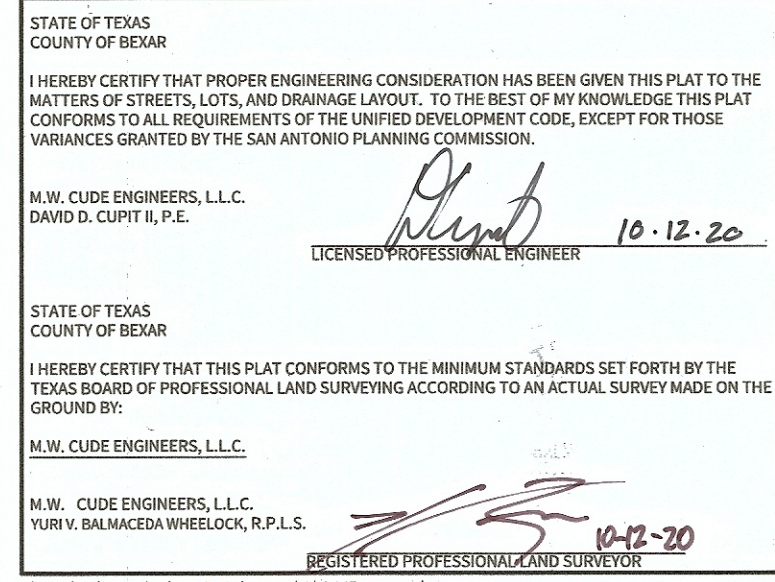 STATE OF TEXAS
COUNTY OF BEXAR
I HEREBY CERTIFY THAT PROPER ENGINEERING CONSIDERATION HAS BEEN GIVEN THIS PLAT TO THE
MATTERS OF STREETS, LOTS, AND DRAINAGE LAYOUT. TO THE BEST OF MY KNOWLEDGE THIS PLAT
CONFORMS TO ALL REQUIREMENTS OF THE UNIFIED DEVELOPMENT CODE, EXCEPT FOR THOSE
VARIANCES GRANTED BY THE SAN ANTONIO PLANNING COMMISSION.
M.W. CUDE ENGINEERS, L.L.C.
DAVID D. CUPIT II, P.E.
10.12.20
LICENSED PROFESSIONAL ENGINEER
STATE OF TEXAS
COUNTY OF BEXAR
I HEREBY CERTIFY THAT THIS PLAT CONFORMS TO THE MINIMUM STANDARDS SET FORTH BY THE
TEXAS BOARD OF PROFESSIONAL LAND SURVEYING ACCORDING TO AN ACTUAL SURVEY MADE ON THE
GROUND BY:
M.W. CUDE ENGINEERS, L.L.C.
M.W. CUDE ENGINEERS, L.L.C.
YURI V. BALMACEDA WHEELOCK, R.P.L.S.
10-12-20
REGISTERED PROFESSIONAL LAND SURVEYOR